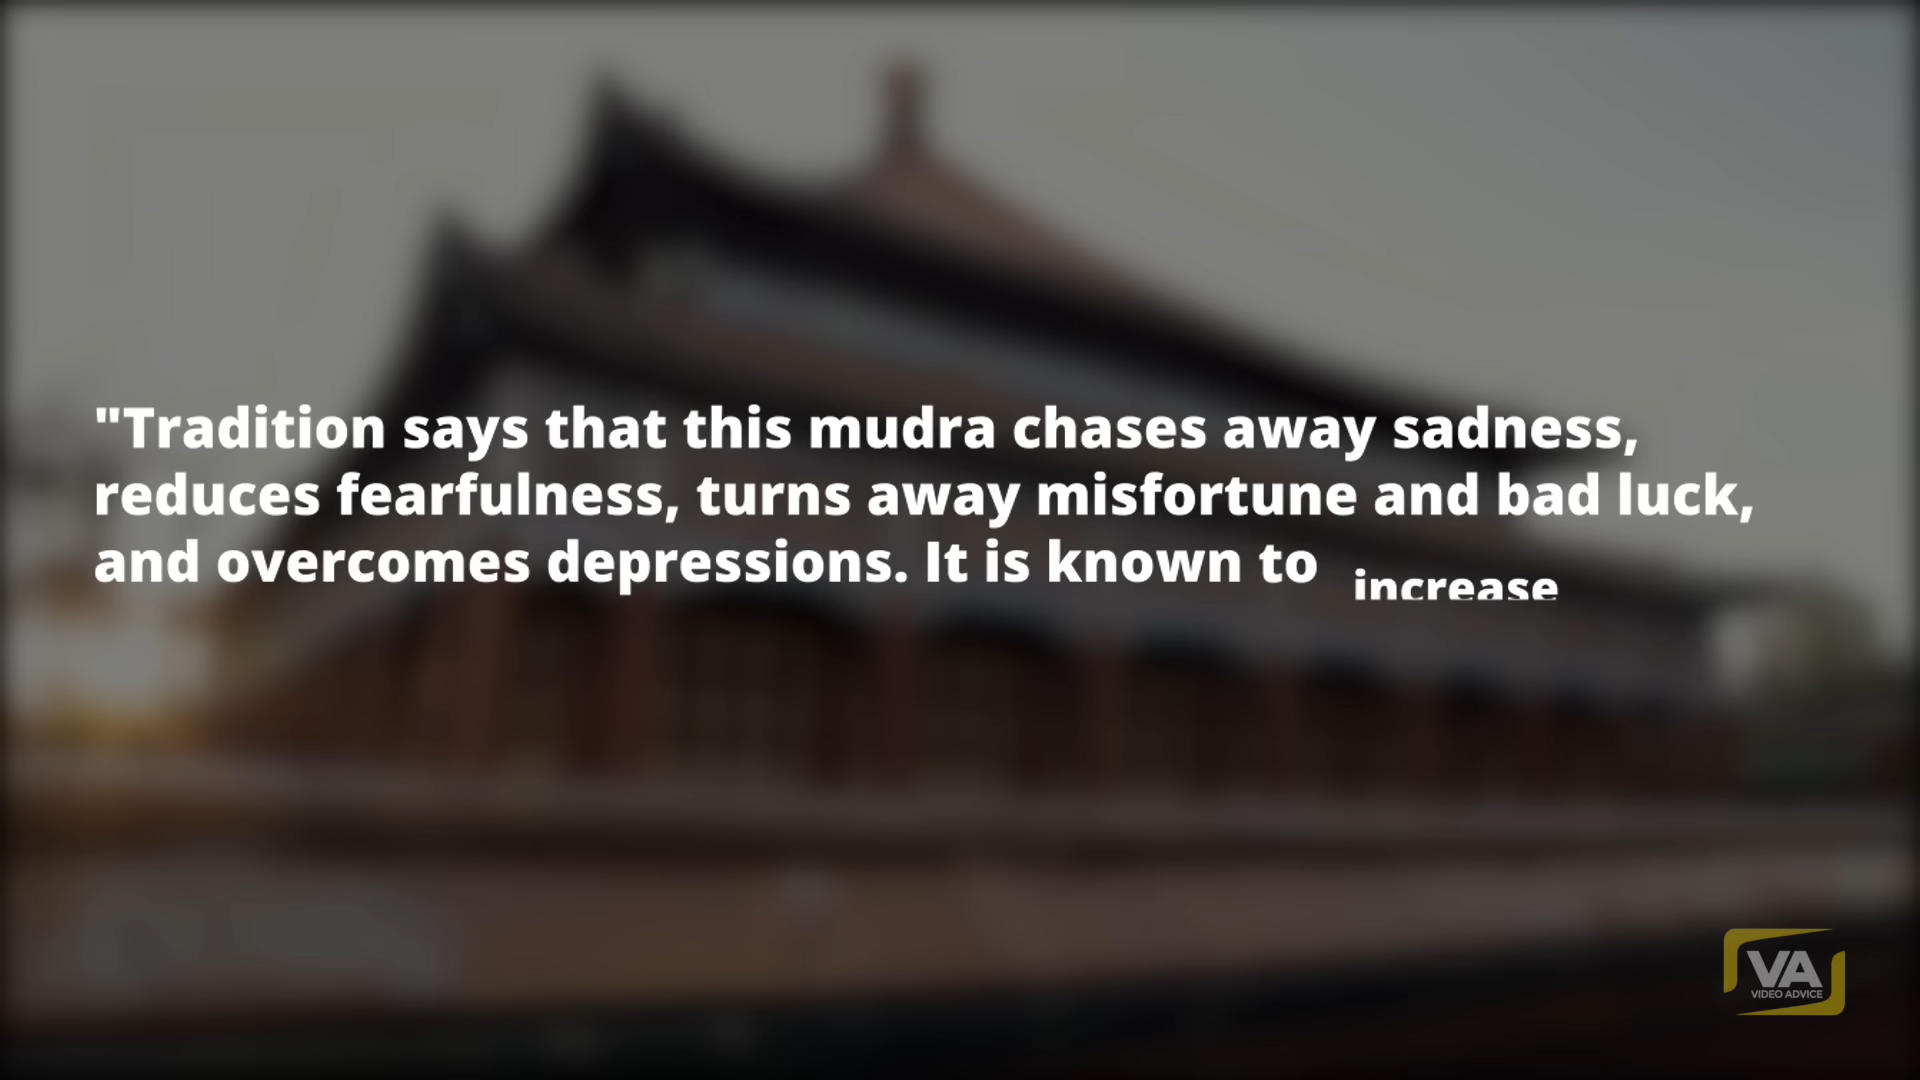 "Tradition says that this mudra chases away sadness,
reduces fearfulness, turns away misfortune and bad luck,
and overcomes depressions. It is known to increase
VA
VIDEO ADVICE